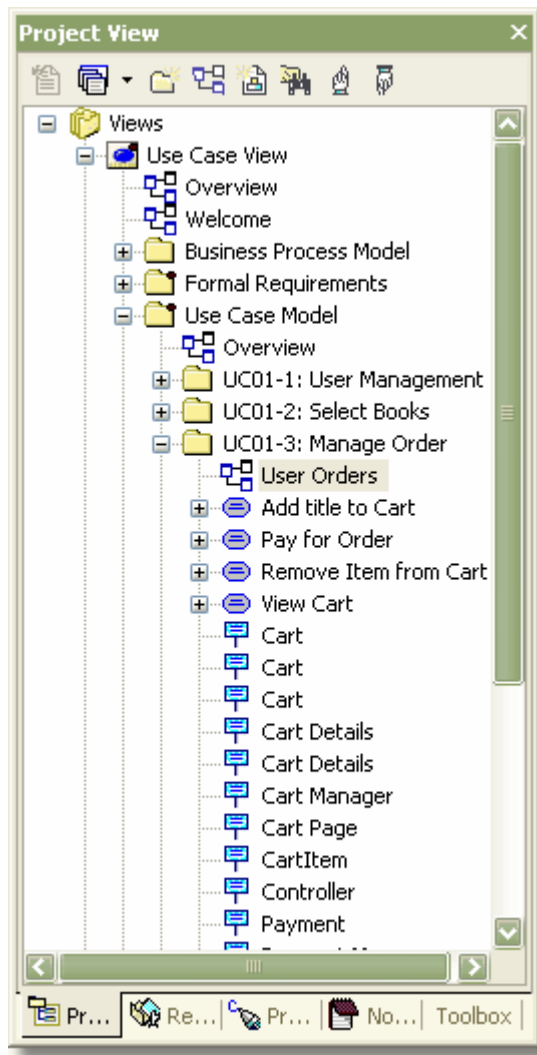 Project View
Views
Use Case View
Overview
Welcome
Business Process Model
Formal Requirements
Use Case Model
Overview
UC01-1: User Management
UC01-2: Select Books
UC01-3: Manage Order
User Orders
Add title to Cart
Pay for Order
Remove Item from Cart
View Cart
Cart
Cart
Cart
Cart Details
Cart Details
Cart Manager
Cart Page
CartItem
Controller
Payment
Pr... Re... Pr... No... Toolbox